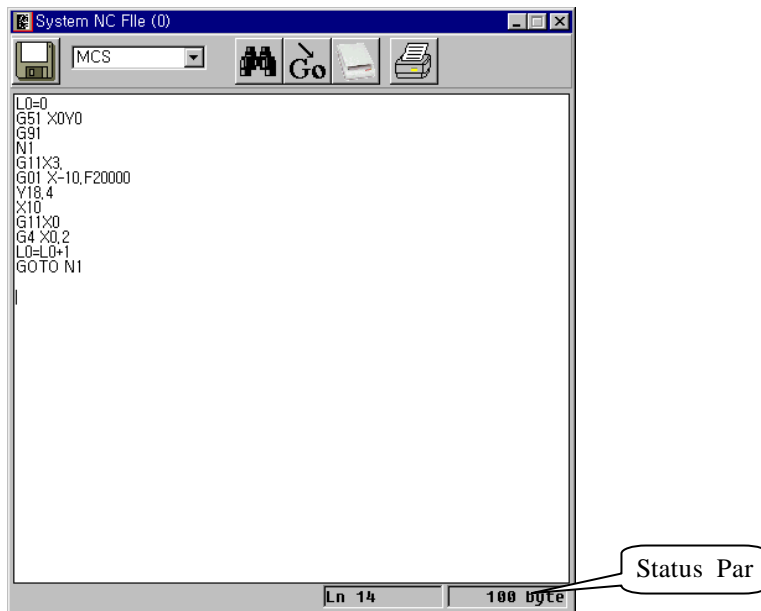 System NC FIle (0)
MCS
Go
L0=0
G51 X0Y0
G91
N1
G11X3,
G01 X-10,F20000
Y18,4
X10
G11X0
G4 X0,2
L0=L0+1
GOTO N1
Ln 14
100 byte
Status Par